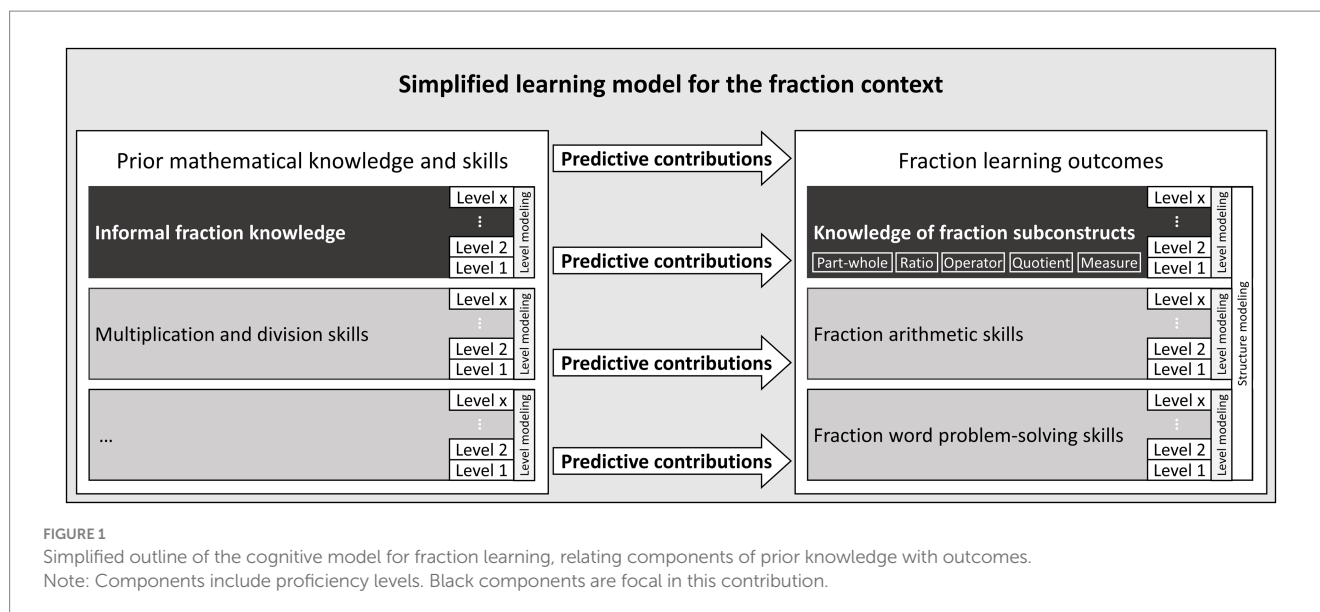 Simplified learning model for the fraction context
Prior mathematical knowledge and skills
Informal fraction knowledge
Level x
⋮
Level 2
Level 1
Level modeling
Multiplication and division skills
Level x
⋮
Level 2
Level 1
Level modeling
...
Level x
⋮
Level 2
Level 1
Level modeling
Predictive contributions
Predictive contributions
Predictive contributions
Predictive contributions
Fraction learning outcomes
Knowledge of fraction subconstructs
Part-whole Ratio Operator Quotient Measure
Level x
⋮
Level 2
Level 1
Level modeling
Fraction arithmetic skills
Level x
⋮
Level 2
Level 1
Level modeling
Fraction word problem-solving skills
Level x
⋮
Level 2
Level 1
Level modeling
Structure modeling
FIGURE 1
Simplified outline of the cognitive model for fraction learning, relating components of prior knowledge with outcomes.
Note: Components include proficiency levels. Black components are focal in this contribution.